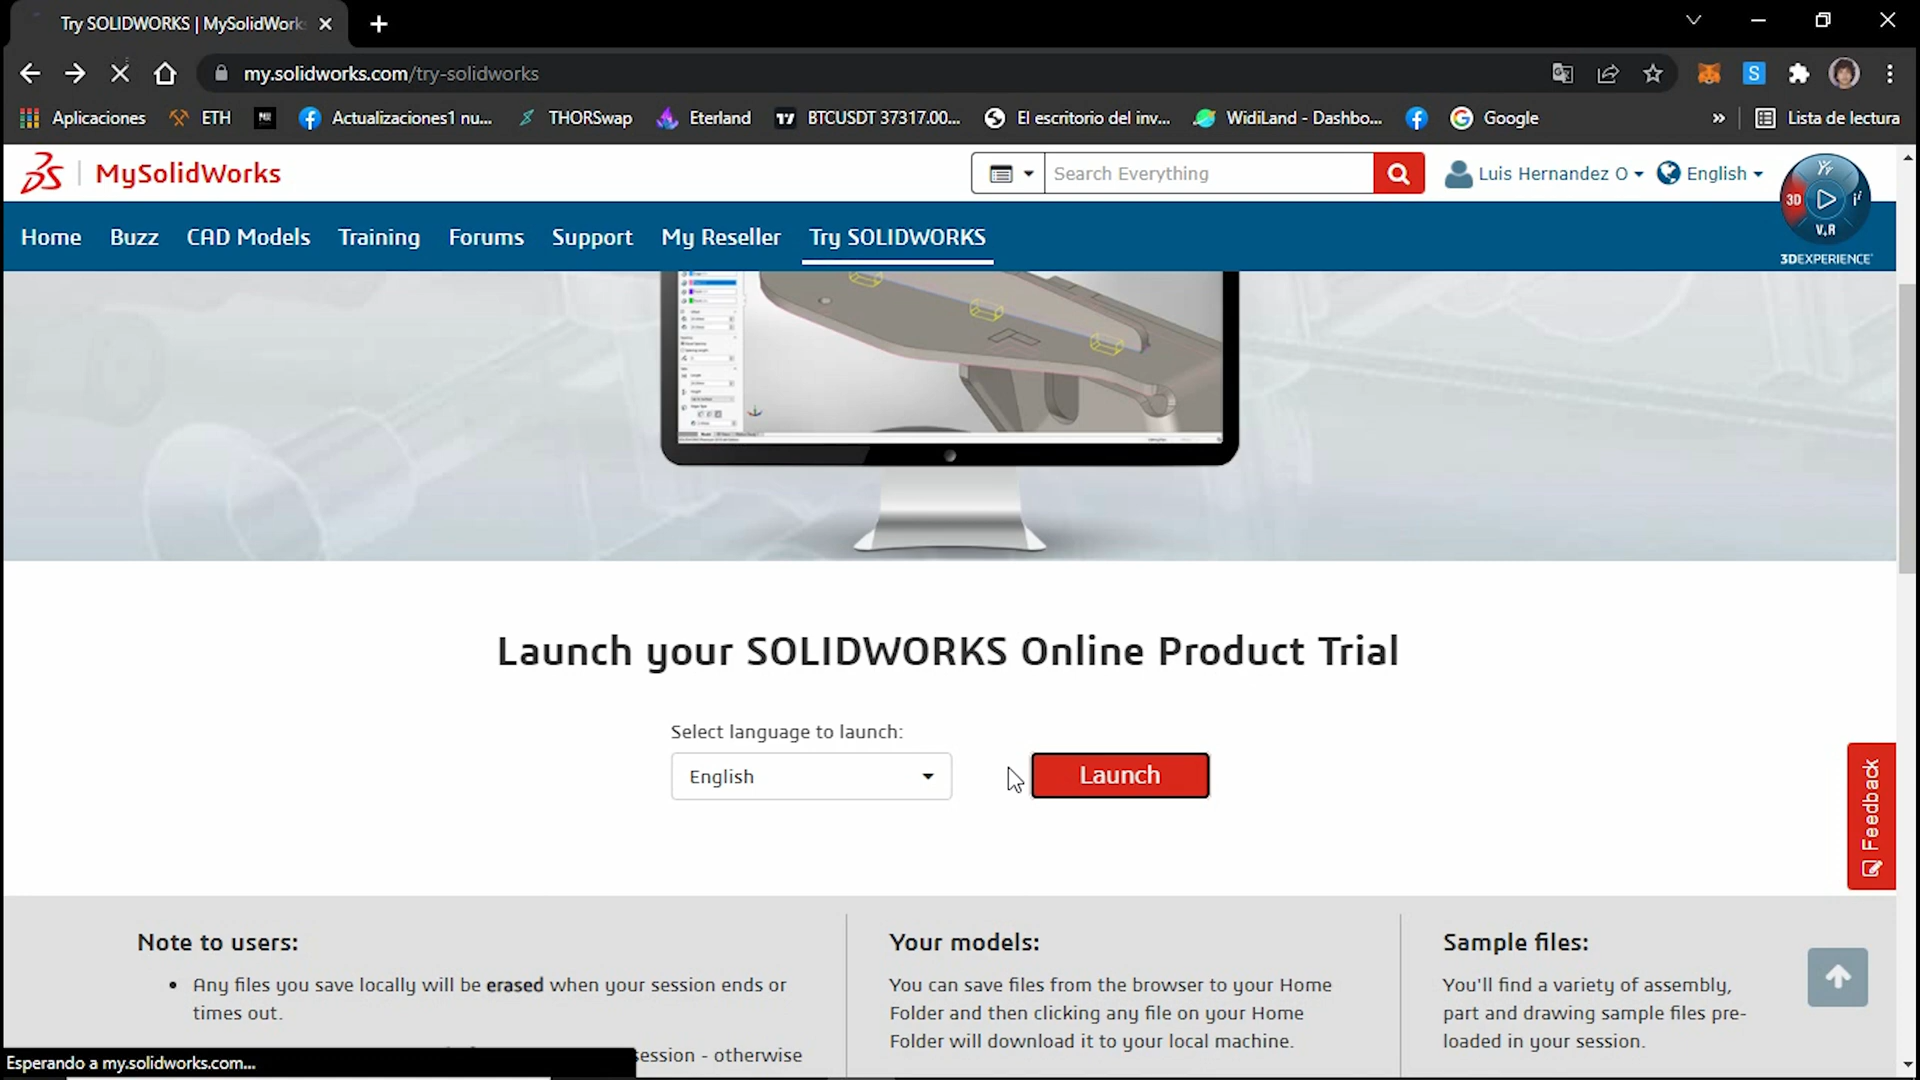 Try SOLIDWORKS | MySolidWork
my.solidworks.com/try-solidworks
S
Aplicaciones ETH Actualizaciones1 nu... THORSwap Eterland BTCUSDT 37317.00... El escritorio del inv... WidiLand - Dashbo... Google » Lista de lectura
MySolidWorks
Search Everything
Luis Hernandez O English
3D V,R
3DEXPERIENCE
Home Buzz CAD Models Training Forums Support My Reseller Try SOLIDWORKS
Launch your SOLIDWORKS Online Product Trial
Select language to launch:
English Launch
Feedback
Note to users:
• Any files you save locally will be erased when your session ends or
times out.
session - otherwise
Your models:
You can save files from the browser to your Home
Folder and then clicking any file on your Home
Folder will download it to your local machine.
Sample files:
You'll find a variety of assembly,
part and drawing sample files pre-
loaded in your session.
Esperando a my.solidworks.com...